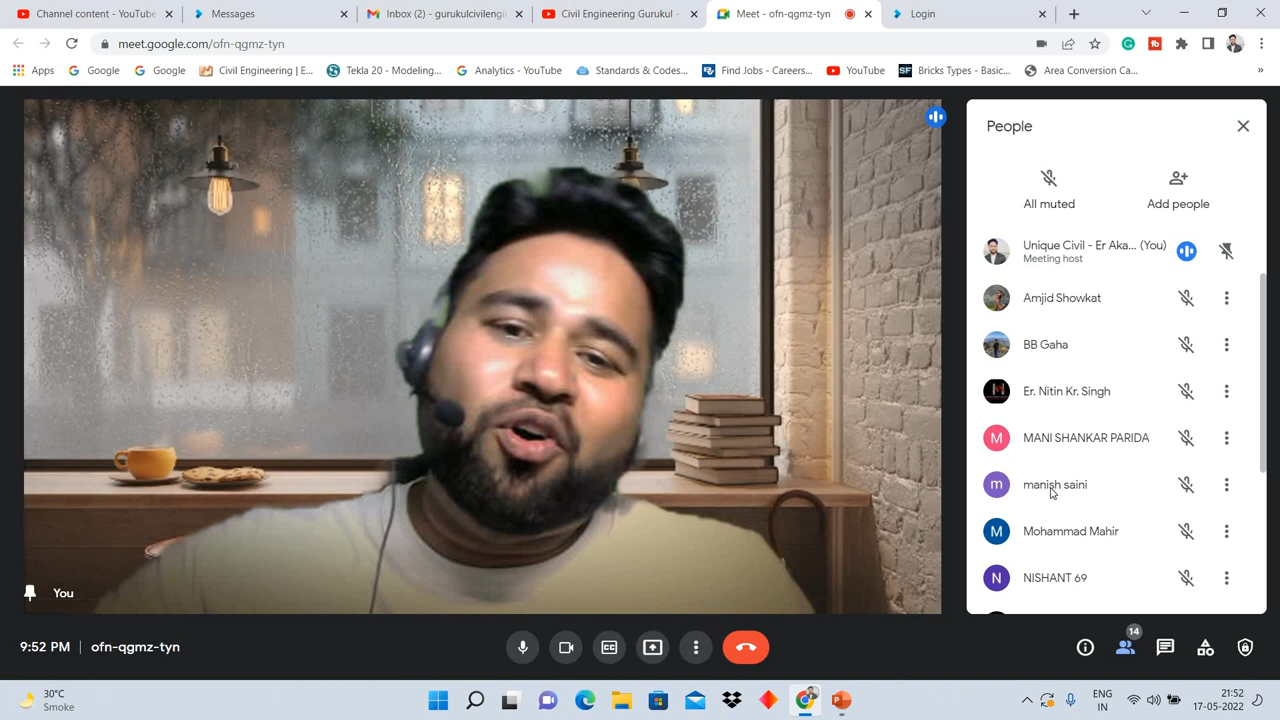 Channel content - YouTube
Messages
Inbox (2) - gurukulcivilengi
Civil Engineering Gurukul -
Meet - ofn-qgmz-tyn
Login
meet.google.com/ofn-qgmz-tyn
Apps
Google
Google
Civil Engineering | E...
Tekla 20 - Modeling...
Analytics - YouTube
Standards & Codes...
Find Jobs - Careers...
YouTube
Bricks Types - Basic...
Area Conversion Ca...
»
People
All muted
Add people
Unique Civil - Er Aka... (You)
Meeting host
Amjid Showkat
BB Gaha
Er. Nitin Kr. Singh
M MANI SHANKAR PARIDA
m manish saini
M Mohammad Mahir
N NISHANT 69
You
9:52 PM | ofn-qgmz-tyn
14
30°C
Smoke
ENG
IN
21:52
17-05-2022